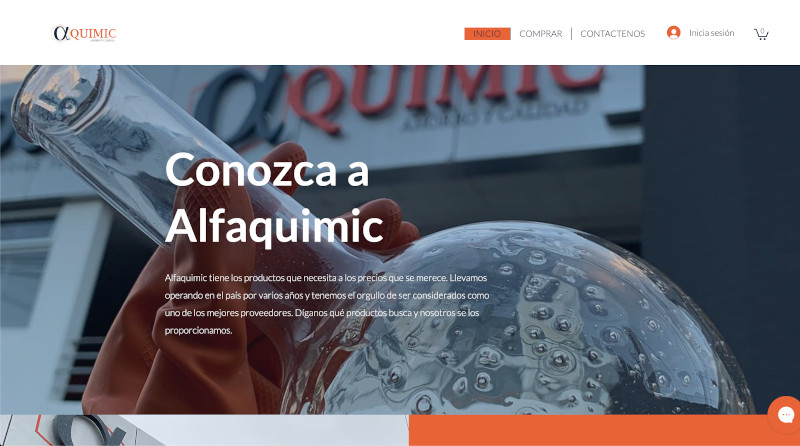 αQUIMIC
INICIO
COMPRAR
CONTACTENOS
Inicia sesión
0
αQUIMIC
AHORRO Y CALIDAD
Conozca a
Alfaquimic
Alfaquimic tiene los productos que necesita a los precios que se merece. Llevamos
operando en el país por varios años y tenemos el orgullo de ser considerados como
uno de los mejores proveedores. Díganos qué productos busca y nosotros se los
proporcionamos.